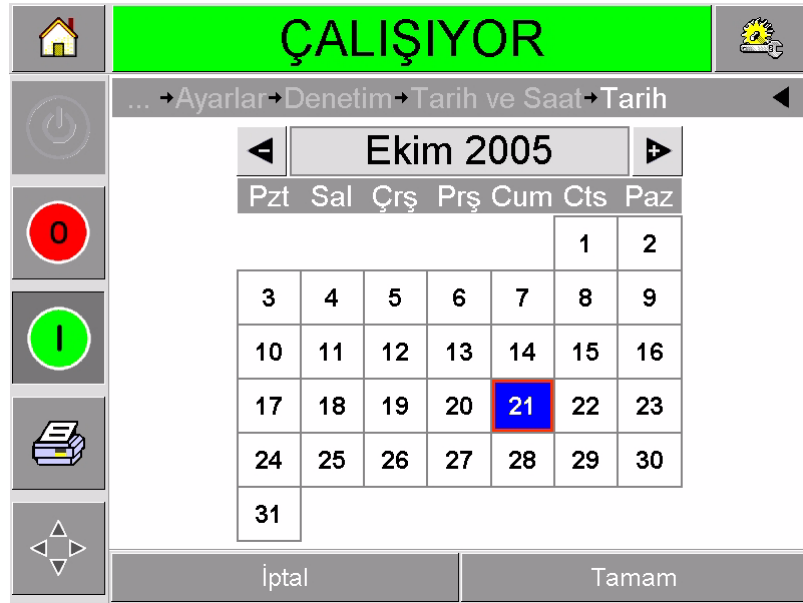 ÇALIŞIYOR
... →Ayarlar→Denetim→Tarih ve Saat→Tarih
- Ekim 2005 +
Pzt Sal Çrş Prş Cum Cts Paz
1 2
3 4 5 6 7 8 9
10 11 12 13 14 15 16
17 18 19 20 21 22 23
24 25 26 27 28 29 30
31
0
I
İptal Tamam